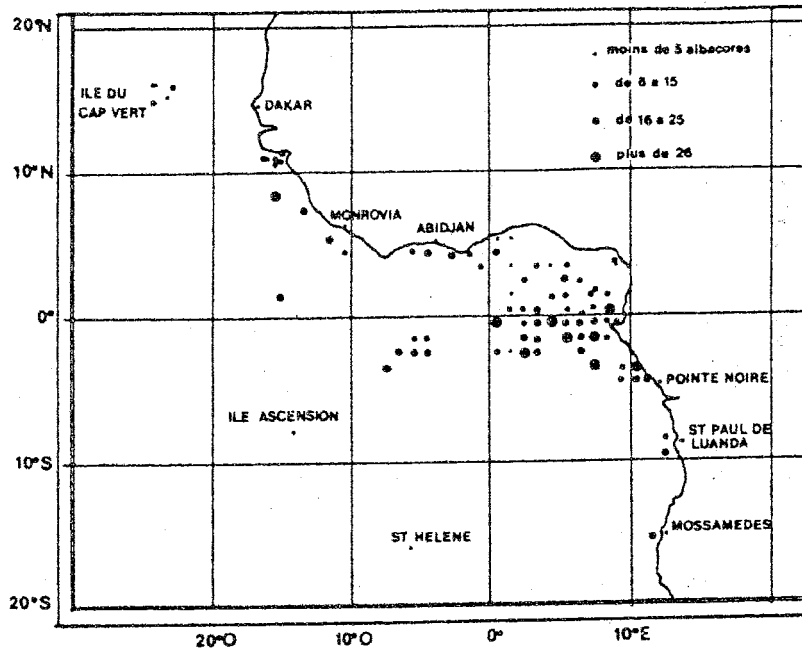 20°N
moins de 5 albacores
ILE DU
CAP VERT
de 6 a 15
DAKAR
de 16 a 25
plus de 26
10°N
MONROVIA
ABIDJAN
0°
POINTE NOIRE
ILE ASCENSION
ST PAUL DE
LUANDA
10°S
ST HELENE
MOSSAMEDES
20°S
20°O
10°O
0°
10°E